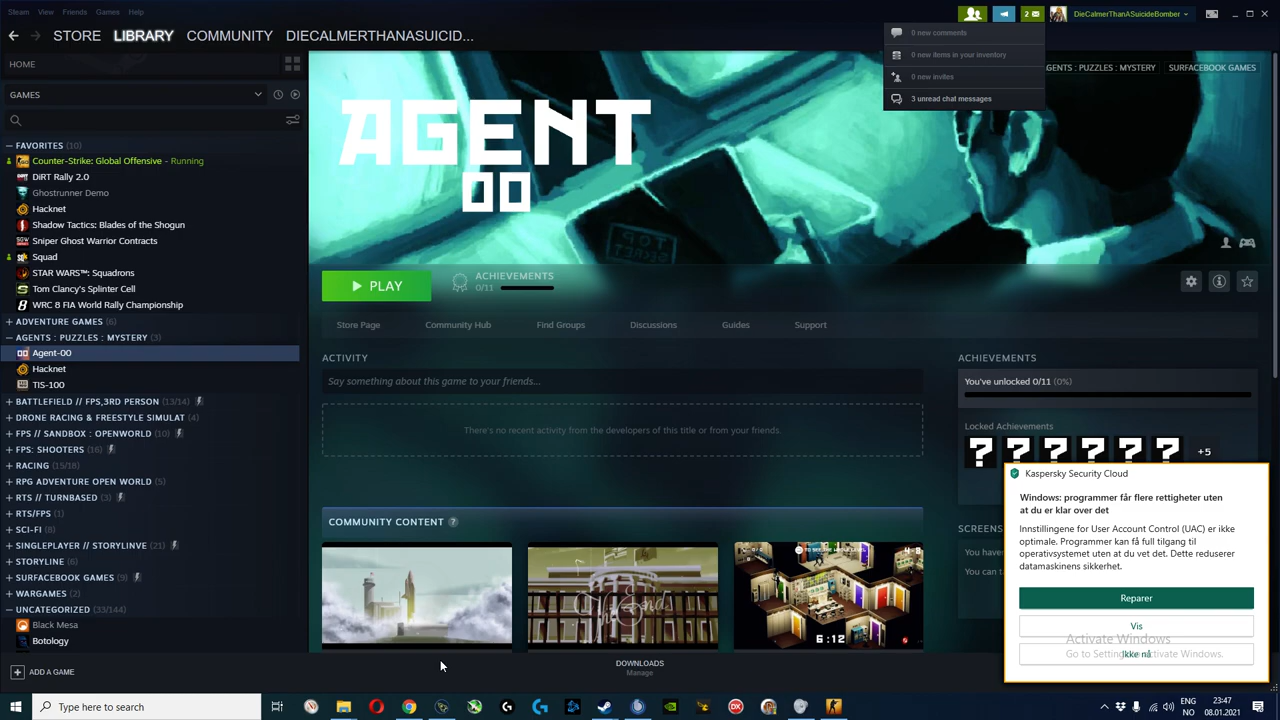 Steam View Friends Games Help
2 DieCalmerThanASuicideBomber
STORE LIBRARY COMMUNITY DIECALMERTHANASUICID...
0 new comments
0 new items in your inventory
0 new invites
3 unread chat messages
HOME
GAMES
FAVORITES (10)
Counter-Strike: Global Offensive - Running
DiRT Rally 2.0
Ghostrunner Demo
Hacknet
Shadow Tactics: Blades of the Shogun
Sniper Ghost Warrior Contracts
Squad
STAR WARS™: Squadrons
Tom Clancy's Splinter Cell
WRC 8 FIA World Rally Championship
ADVENTURE GAMES (6)
AGENTS : PUZZLES : MYSTERY (3)
Agent-00
Hacknet
TIS-100
BATTLEFIELD // FPS,3RD PERSON (13/14)
DRONE RACING & FREESTYLE SIMULAT (4)
FPS // SANDBOX : OPENWORLD (10)
FPS: SHOOTERS (16)
RACING (15/18)
RPG ADVENTURE OPEN WORLD (5)
RTS // TURNBASED (3)
RTS/FPS (1)
SCI-FI (8)
SINGLEPLAYER // STORYLINVE (21)
STORYLINE (6)
SURFACEBOOK GAMES (9)
WARGAMES (2)
UNCATEGORIZED (33/144)
Black Mesa
Botology
ADD A GAME
GENTS : PUZZLES : MYSTERY SURFACEBOOK GAMES
AGENT
00
TOP
SECRET
PLAY
ACHIEVEMENTS
0/11
Store Page Community Hub Find Groups Discussions Guides Support
ACTIVITY
Say something about this game to your friends...
There's no recent activity from the developers of this title or from your friends.
COMMUNITY CONTENT ?
6:12
ACHIEVEMENTS
You've unlocked 0/11 (0%)
Locked Achievements
? ? ? ? ? ? +5
SCREENS
You haven
You can ta
DOWNLOADS
Manage
Kaspersky Security Cloud
Windows: programmer får flere rettigheter uten
at du er klar over det
Innstillingene for User Account Control (UAC) er ikke
optimale. Programmer kan få full tilgang til
operativsystemet uten at du vet det. Dette reduserer
datamaskinens sikkerhet.
Reparer
Vis
Ikke nå
Activate Windows
Go to Settings to activate Windows.
Type here to search
ENG
NO
23:47
08.01.2021